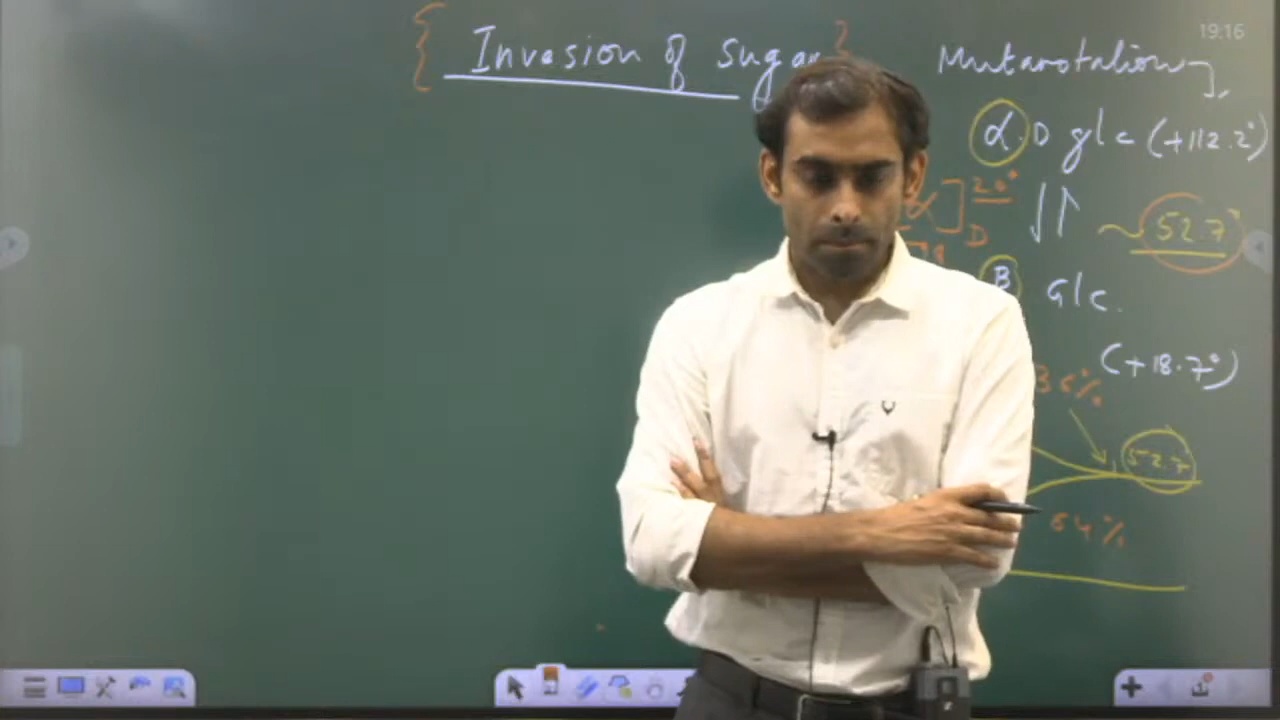 19:16
{ Invasion of sugar }
Mutarotation
α.D glc (+112.2°)
α ] 20° D
~ 52.7°
B Glc.
(+18.7°)
36%
52.7
64%